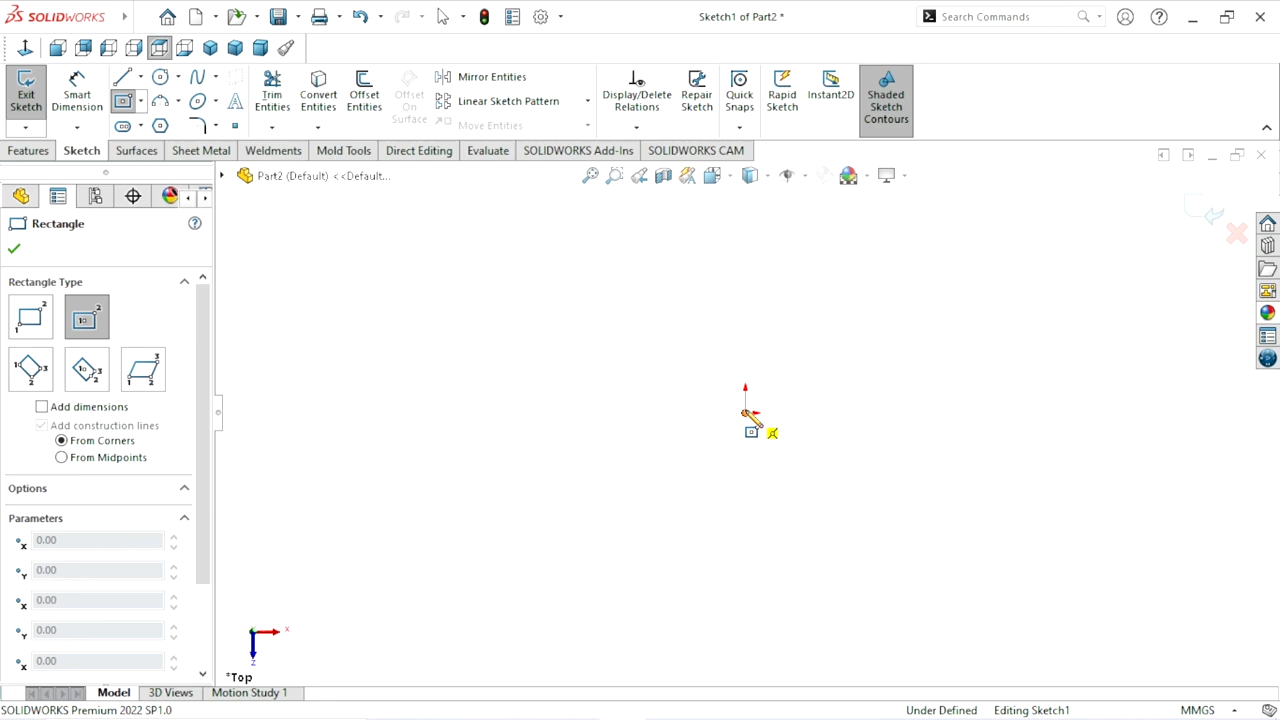 SOLIDWORKS
Sketch1 of Part2 *
Search Commands
Exit Sketch
Smart Dimension
Trim Entities
Convert Entities
Offset Entities
Offset On Surface
Mirror Entities
Linear Sketch Pattern
Move Entities
Display/Delete Relations
Repair Sketch
Quick Snaps
Rapid Sketch
Instant2D
Shaded Sketch Contours
Features
Sketch
Surfaces
Sheet Metal
Weldments
Mold Tools
Direct Editing
Evaluate
SOLIDWORKS Add-Ins
SOLIDWORKS CAM
Part2 (Default) <<Default...
Rectangle
Rectangle Type
Add dimensions
Add construction lines
From Corners
From Midpoints
Options
Parameters
x 0.00
Y 0.00
x 0.00
Y 0.00
x 0.00
x
z
*Top
Model
3D Views
Motion Study 1
SOLIDWORKS Premium 2022 SP1.0
Under Defined
Editing Sketch1
MMGS